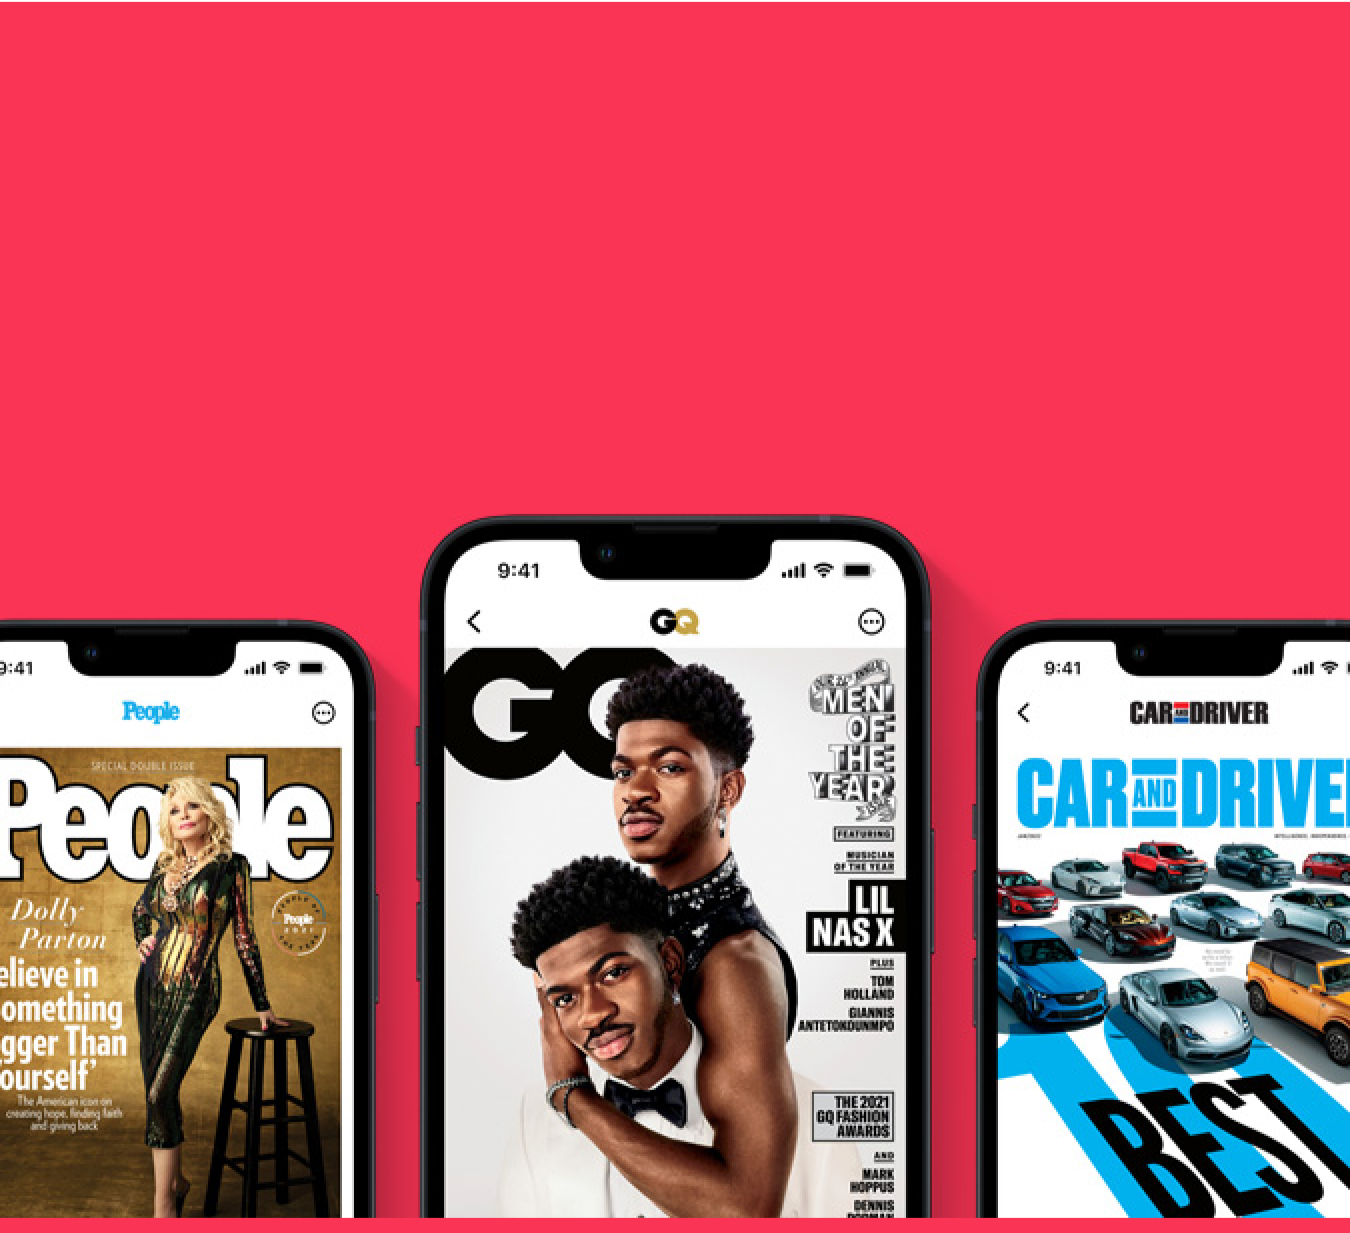 9:41
People
SPECIAL DOUBLE ISSUE
People
Dolly
Parton
elieve in
omething
gger Than
ourself'
The American icon on
creating hope, finding faith
and giving back
People
2021
9:41
GQ
GQ
MEN
OF
THE
YEAR
FEATURING
MUSICIAN
OF THE YEAR
LIL
NAS X
PLUS
TOM
HOLLAND
GIANNIS
ANTETOKOUNMPO
THE 2021
GQ FASHION
AWARDS
AND
MARK
HOPPUS
DENNIS
9:41
CAR AND DRIVER
CAR AND DRIVE
BEST